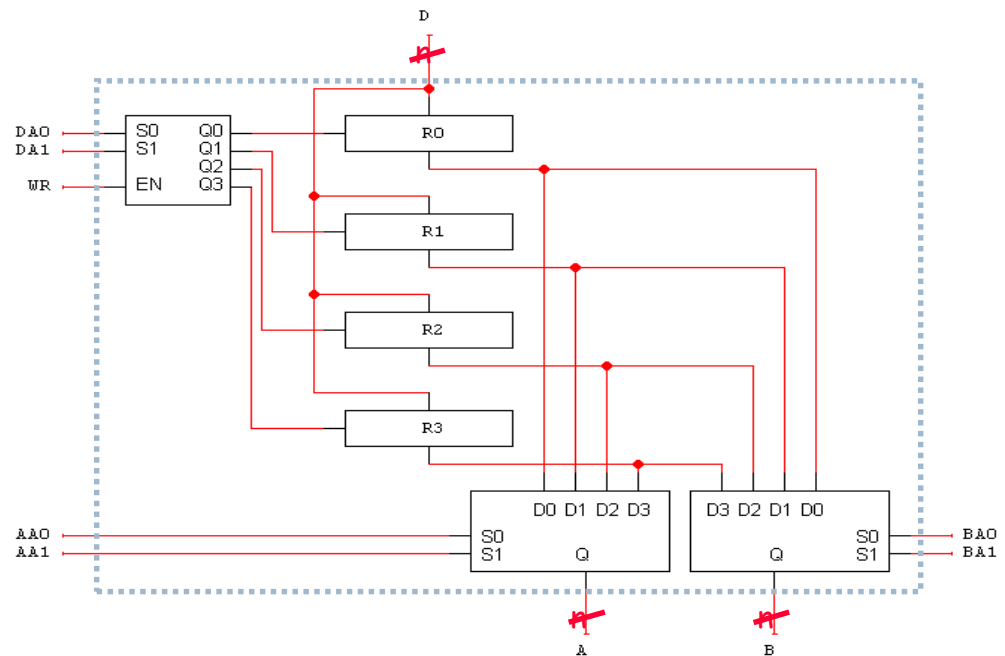 D
n
DA0 S0 Q0 R0
DA1 S1 Q1
Q2
WR EN Q3
R1
R2
R3
D0 D1 D2 D3 D3 D2 D1 D0
AA0 S0 S0 BA0
AA1 S1 Q Q S1 BA1
n n
A B